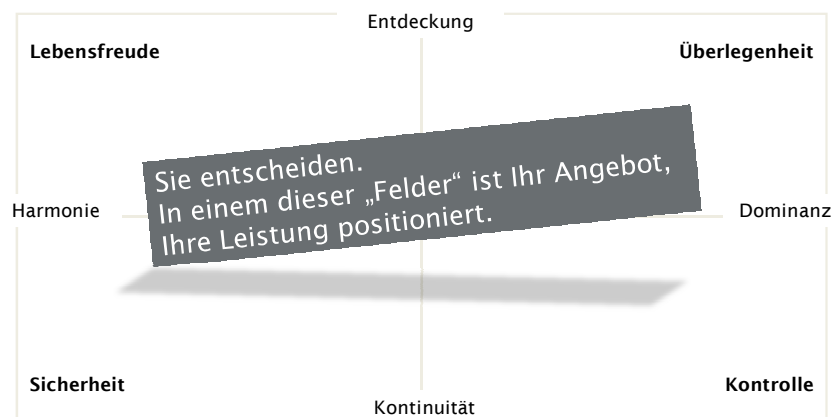 Entdeckung
Lebensfreude
Überlegenheit
Sie entscheiden.
In einem dieser „Felder“ ist Ihr Angebot,
Ihre Leistung positioniert.
Harmonie
Dominanz
Sicherheit
Kontrolle
Kontinuität